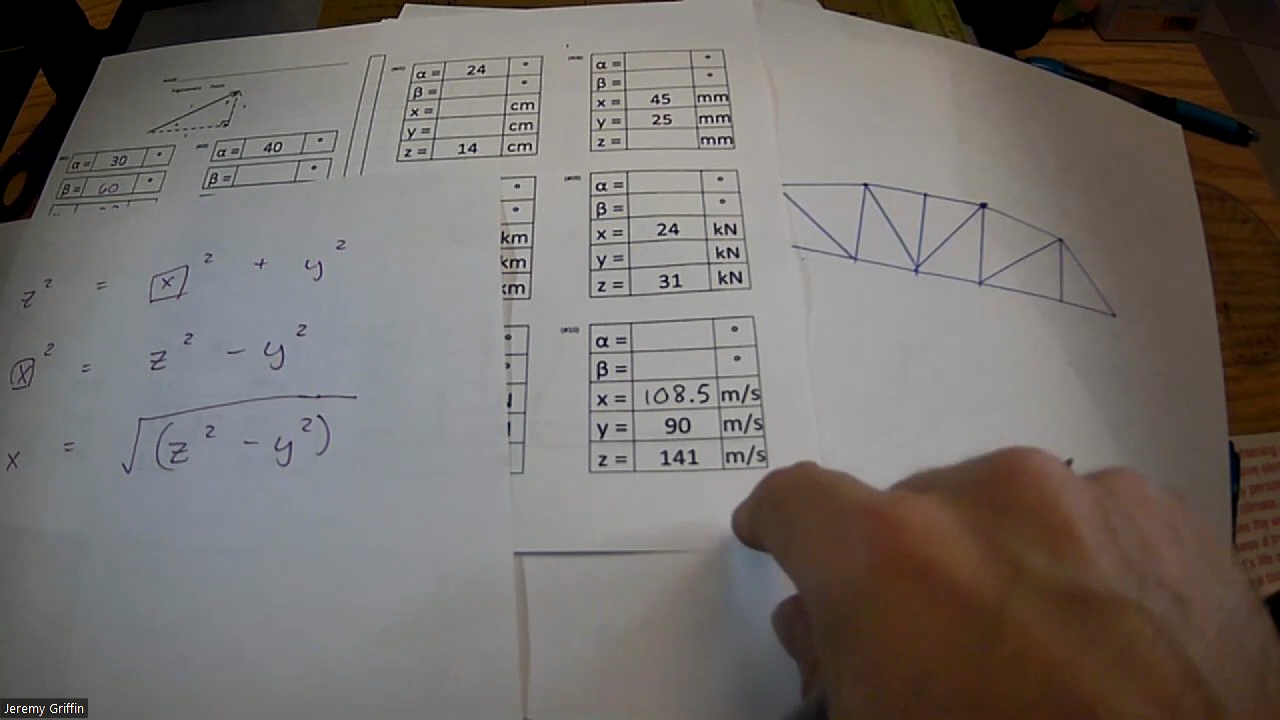 α = 30 °
β = 60 °
α = 40 °
β = °
α = 24 °
β = °
x = cm
y = cm
z = 14 cm
α = °
β = °
x = 45 mm
y = 25 mm
z = mm
°
°
km
km
km
α = °
β = °
x = 24 kN
y = kN
z = 31 kN
°
(#10)
α = °
β = °
x = 108.5 m/s
y = 90 m/s
z = 141 m/s
z² = x² + y²
x² = z² - y²
x = √(z² - y²)
Jeremy Griffin